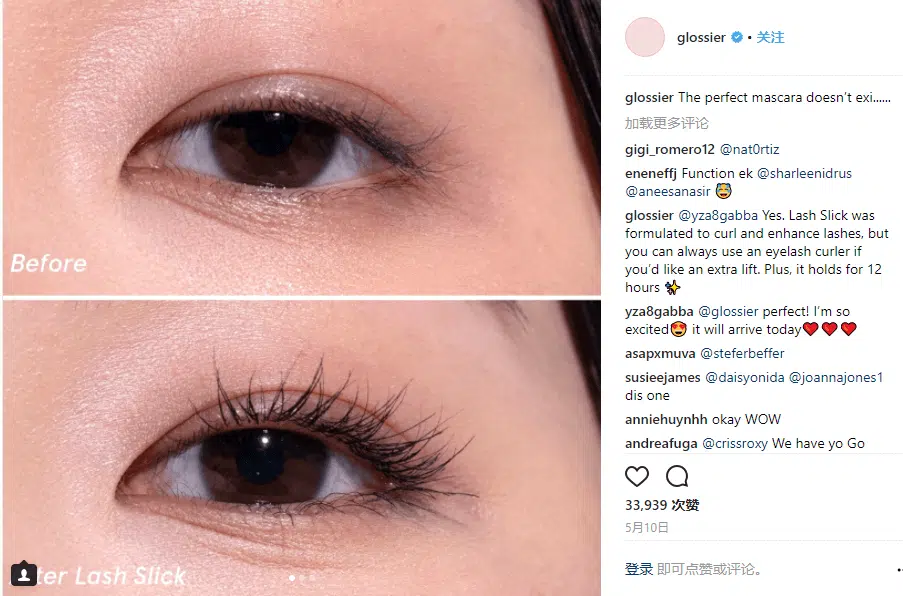 Before
ter Lash Slick
glossier • 关注
glossier The perfect mascara doesn't exi......
加载更多评论
gigi_romero12 @nat0rtiz
eneneffj Function ek @sharleenidrus
@aneesanasir 😰
glossier @yza8gabba Yes. Lash Slick was
formulated to curl and enhance lashes, but
you can always use an eyelash curler if
you'd like an extra lift. Plus, it holds for 12
hours ✨
yza8gabba @glossier perfect! I'm so
excited😍 it will arrive today❤️❤️❤️
asapxmuva @steferbeffer
susieejames @daisyonida @joannajones1
dis one
anniehuynhh okay WOW
andreafuga @crissroxy We have yo Go
33,939 次赞
5月10日
登录 即可点赞或评论。